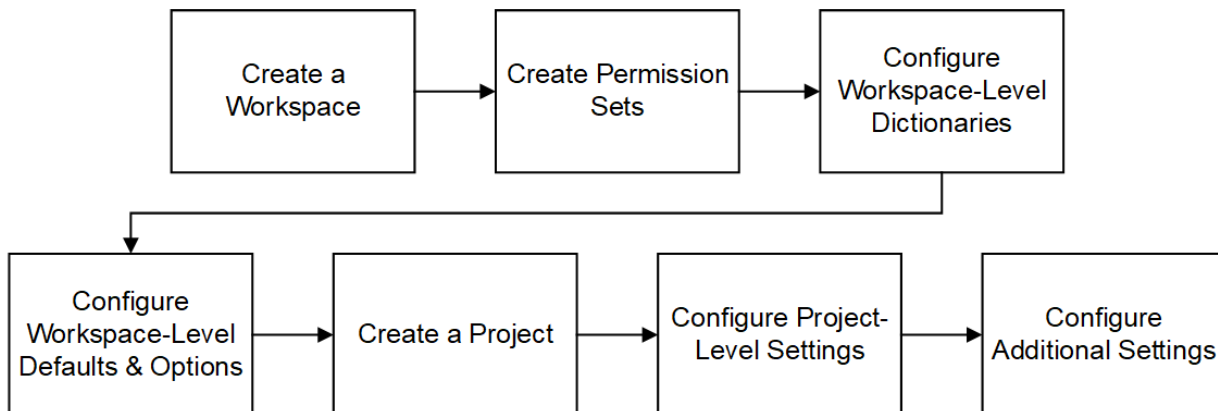 Create a
Workspace
Create Permission
Sets
Configure
Workspace-Level
Dictionaries
Configure
Workspace-Level
Defaults & Options
Create a Project
Configure Project-
Level Settings
Configure
Additional Settings